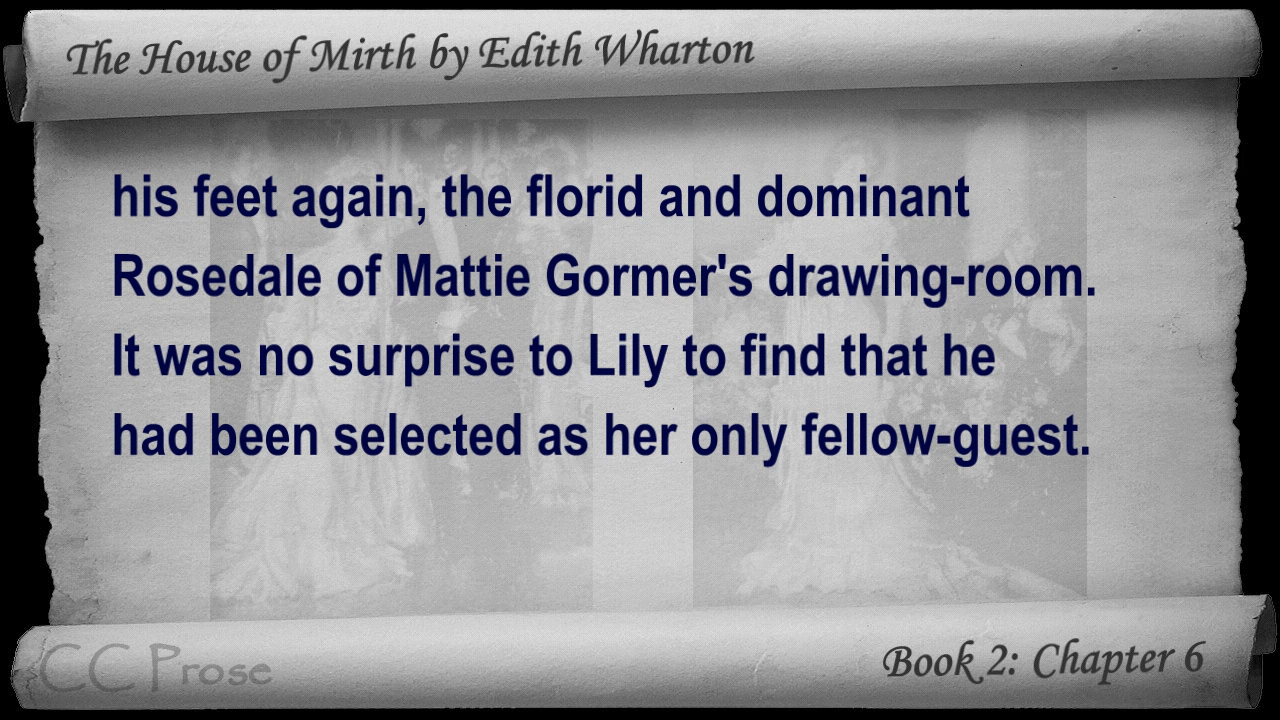 The House of Mirth by Edith Wharton
his feet again, the florid and dominant
Rosedale of Mattie Gormer's drawing-room.
It was no surprise to Lily to find that he
had been selected as her only fellow-guest.
CC Prose
Book 2: Chapter 6